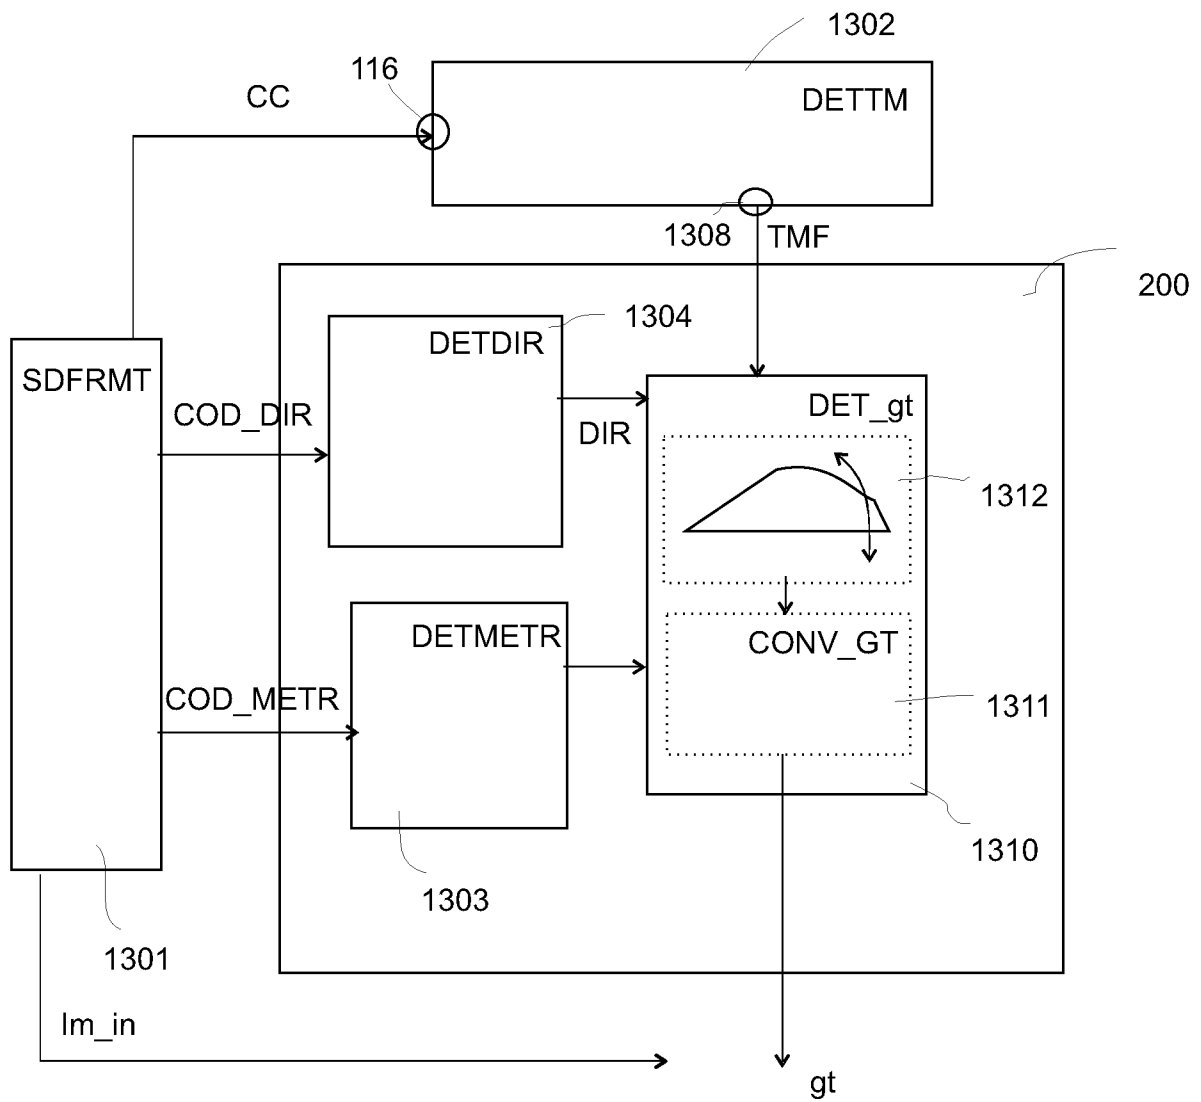 1302
116
CC
DETTM
1308
TMF
200
1304
DETDIR
SDFRMT
COD_DIR
DIR
DET_gt
1312
DETMETR
CONV_GT
COD_METR
1311
1310
1303
1301
Im_in
gt